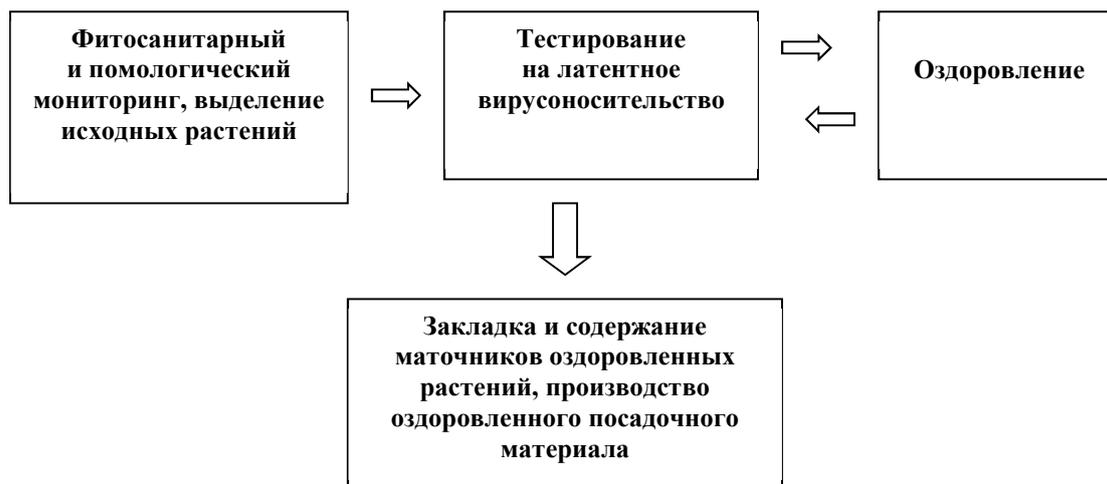 Фитосанитарный
и помологический
мониторинг, выделение
исходных растений
Тестирование
на латентное
вирусоносительство
Оздоровление
Закладка и содержание
маточников оздоровленных
растений, производство
оздоровленного посадочного
материала